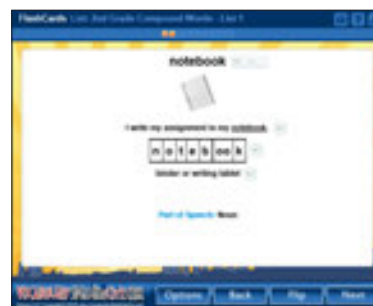 FlashCards List: 2nd Grade Compound Words - List 1
notebook
I write my assignment in my notebook.
n o t e b oo k
binder or writing tablet
Part of Speech: Noun
Options Back Flip Next